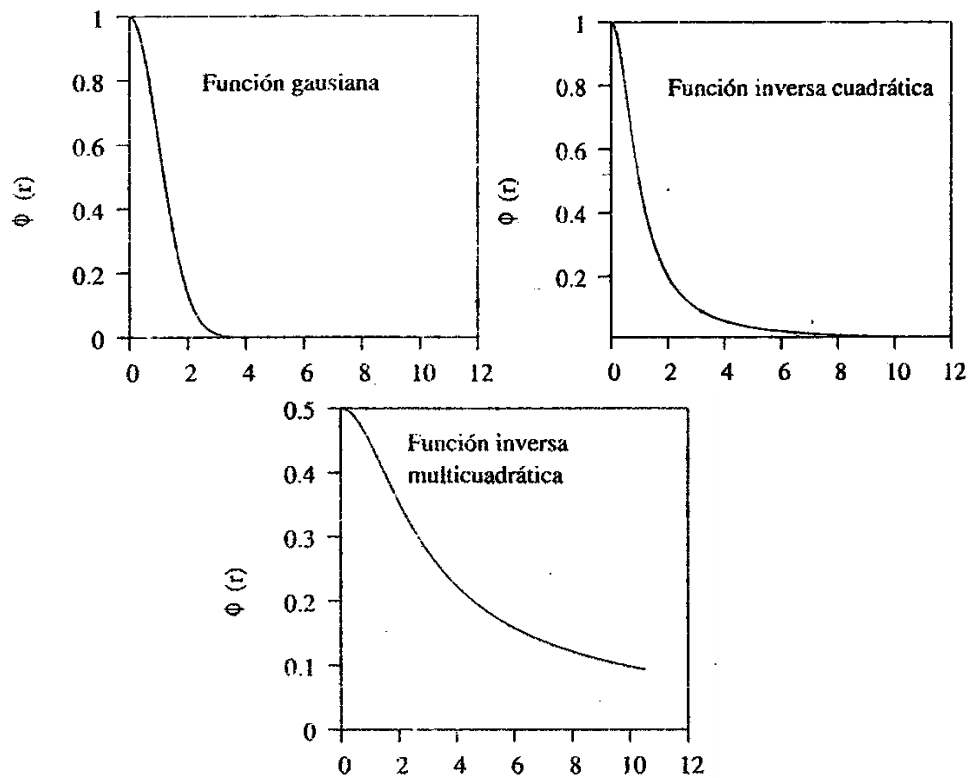 1
0.8
0.6
0.4
0.2
0
Función gausiana
ϕ (r)
0 2 4 6 8 10 12
1
0.8
0.6
0.4
0.2
Función inversa cuadrática
ϕ (r)
0 2 4 6 8 10 12
0.5
0.4
0.3
0.2
0.1
0
Función inversa
multicuadrática
ϕ (r)
0 2 4 6 8 10 12